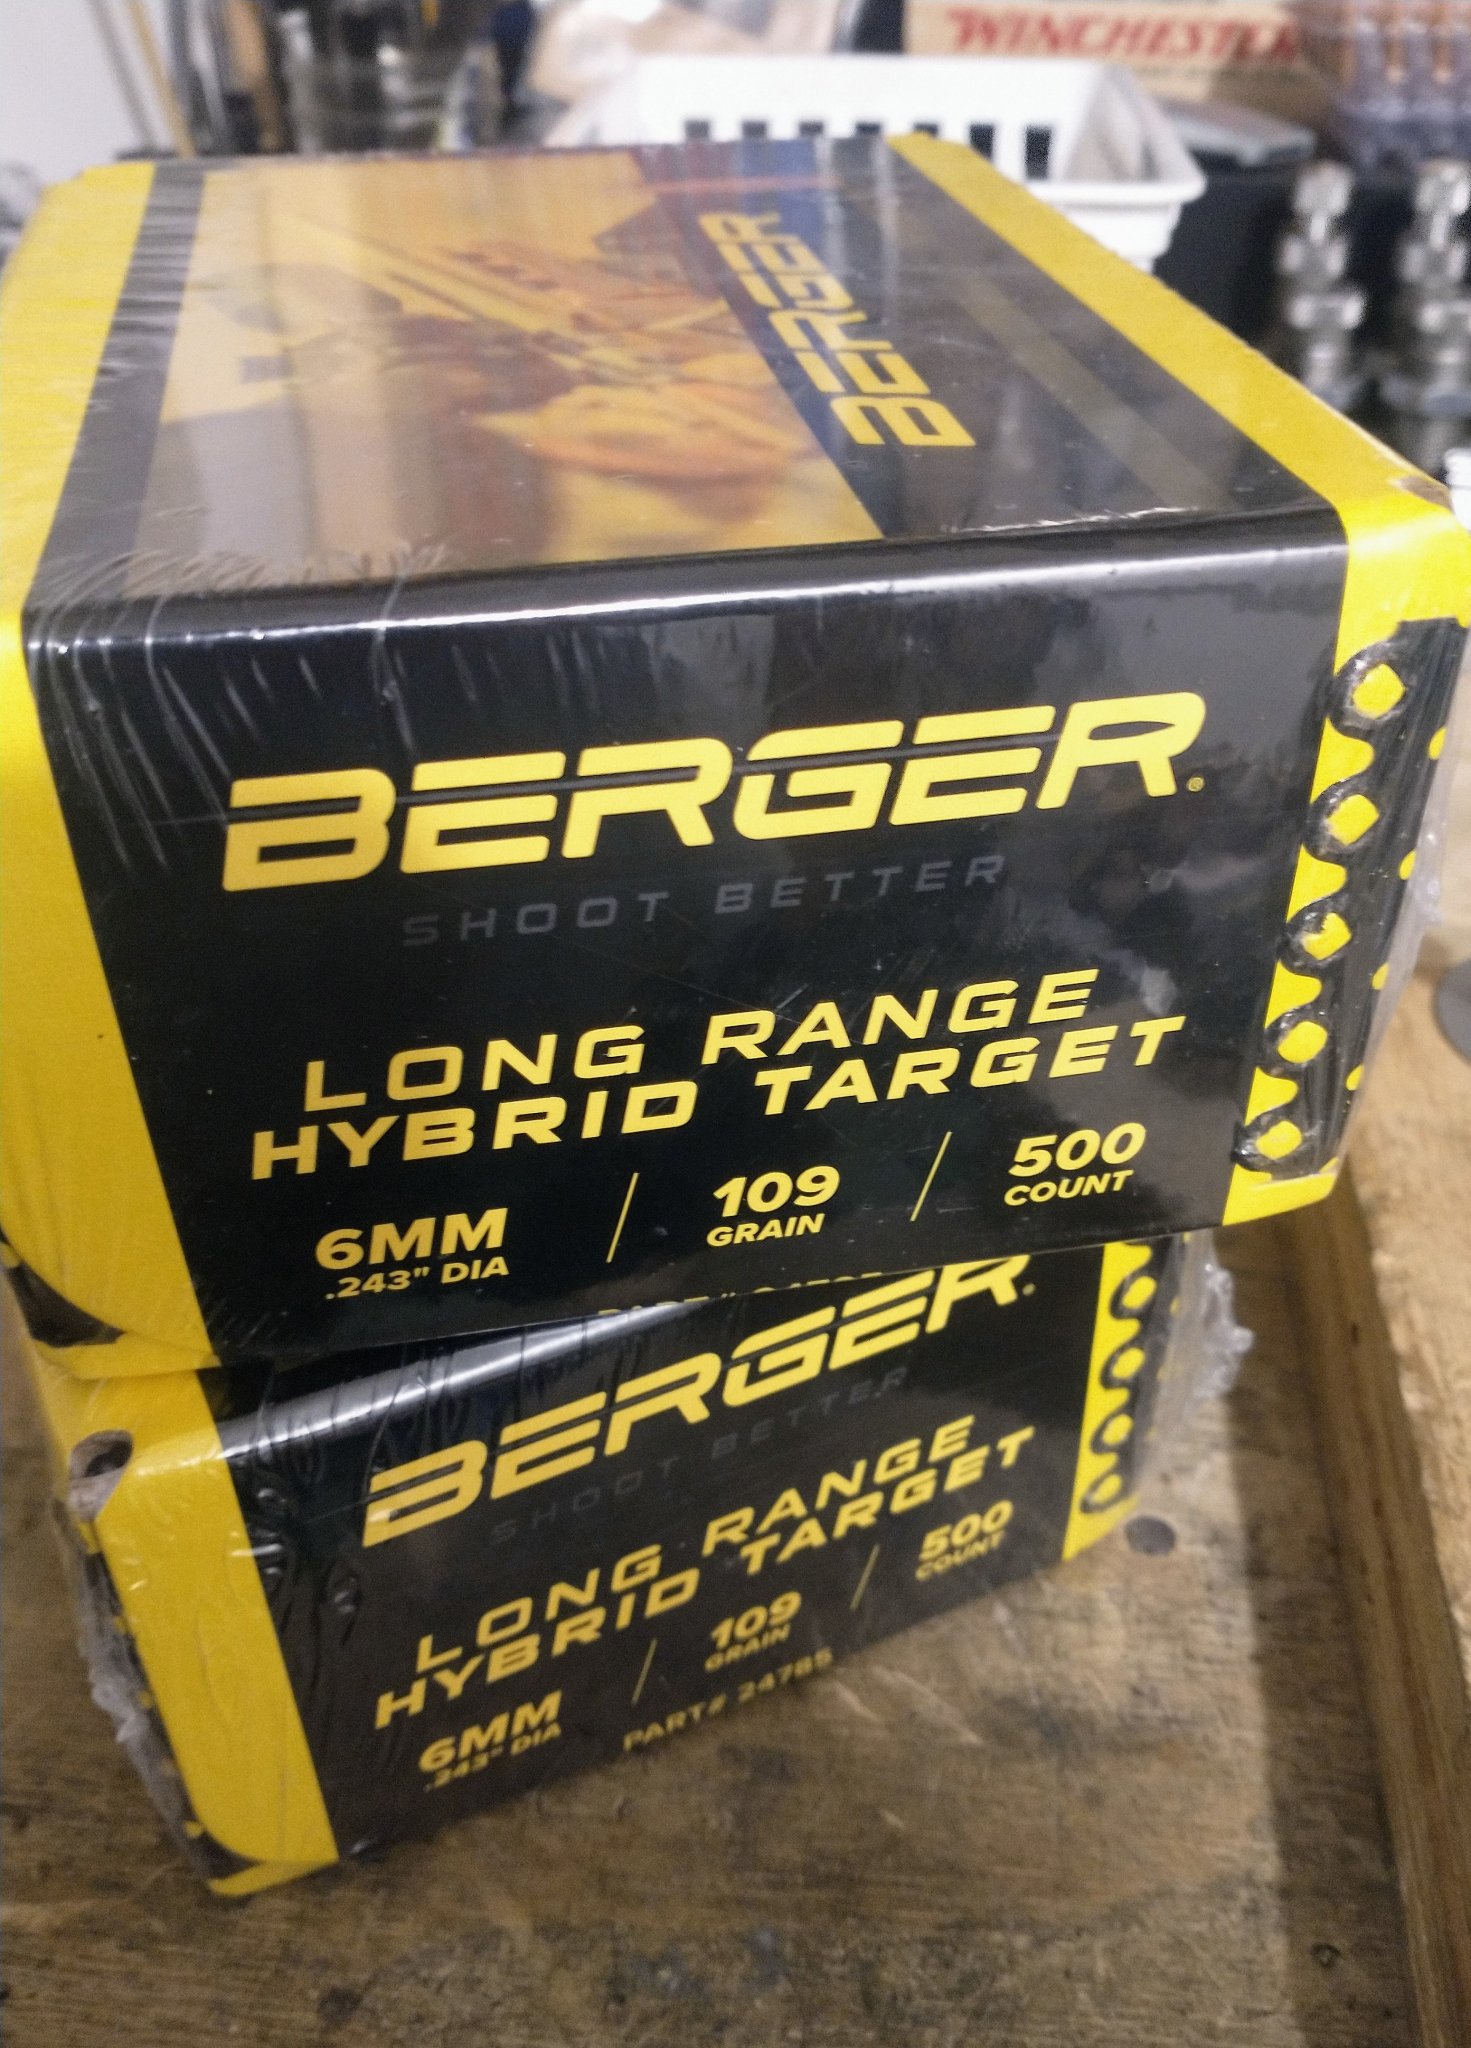 WINCHESTER
BERGER
BERGER®
SHOOT BETTER
LONG RANGE
HYBRID TARGET
6MM
.243" DIA
109
GRAIN
500
COUNT
BERGER
SHOOT BETTER
LONG RANGE
HYBRID TARGET
6MM
.243" DIA
109
GRAIN
500
COUNT
PART# 24785